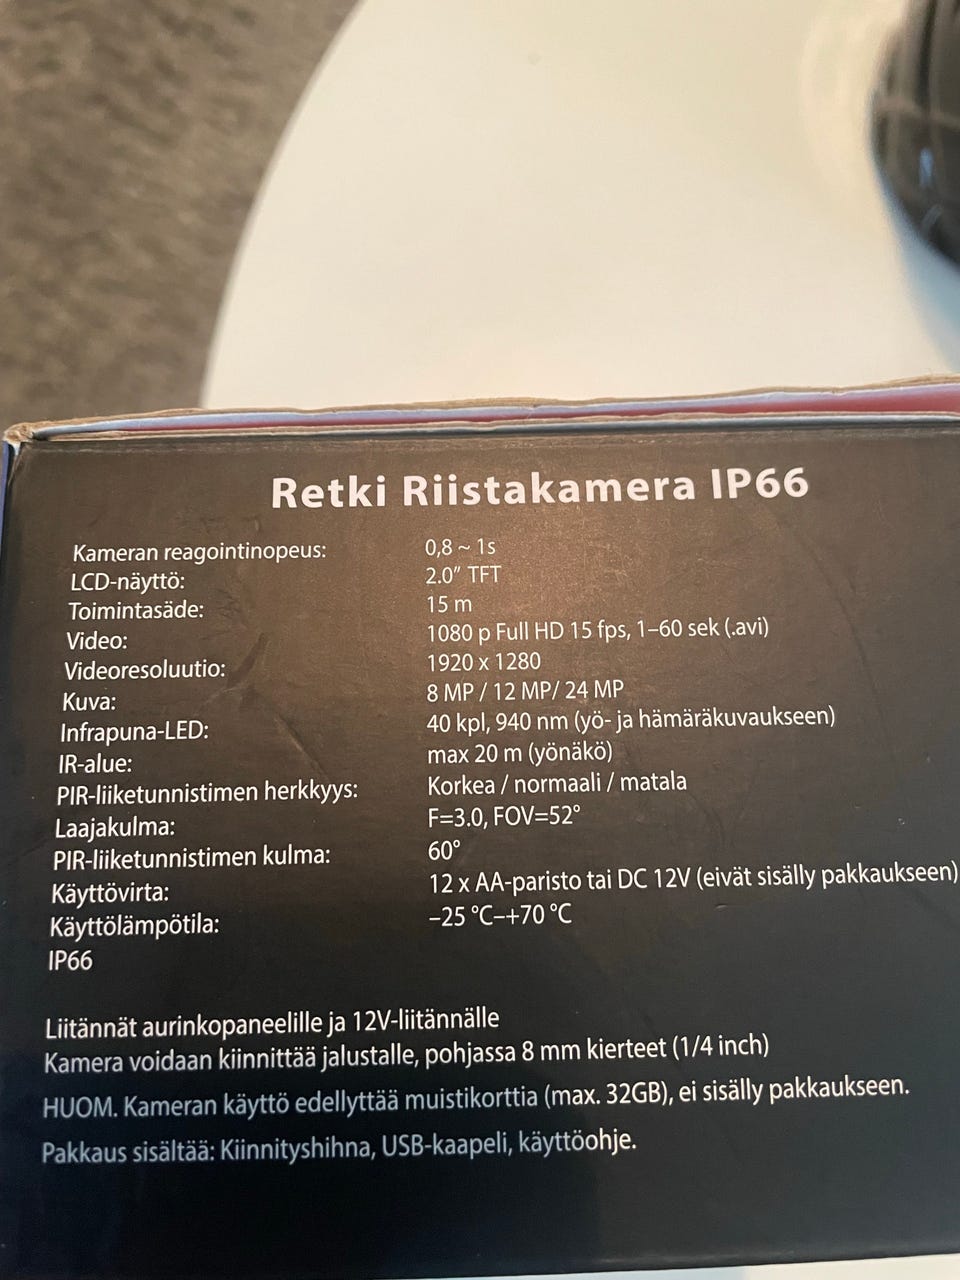 Retki Riistakamera IP66
Kameran reagointinopeus: 0,8 ~ 1s
LCD-näyttö: 2.0" TFT
Toimintasäde: 15 m
Video: 1080 p Full HD 15 fps, 1–60 sek (.avi)
Videoresoluutio: 1920 x 1280
Kuva: 8 MP / 12 MP/ 24 MP
Infrapuna-LED: 40 kpl, 940 nm (yö- ja hämäräkuvaukseen)
IR-alue: max 20 m (yönäkö)
PIR-liiketunnistimen herkkyys: Korkea / normaali / matala
Laajakulma: F=3.0, FOV=52°
PIR-liiketunnistimen kulma: 60°
Käyttövirta: 12 x AA-paristo tai DC 12V (eivät sisälly pakkaukseen)
Käyttölämpötila: –25 °C–+70 °C
IP66
Liitännät aurinkopaneelille ja 12V-liitännälle
Kamera voidaan kiinnittää jalustalle, pohjassa 8 mm kierteet (1/4 inch)
HUOM. Kameran käyttö edellyttää muistikorttia (max. 32GB), ei sisälly pakkaukseen.
Pakkaus sisältää: Kiinnityshihna, USB-kaapeli, käyttöohje.